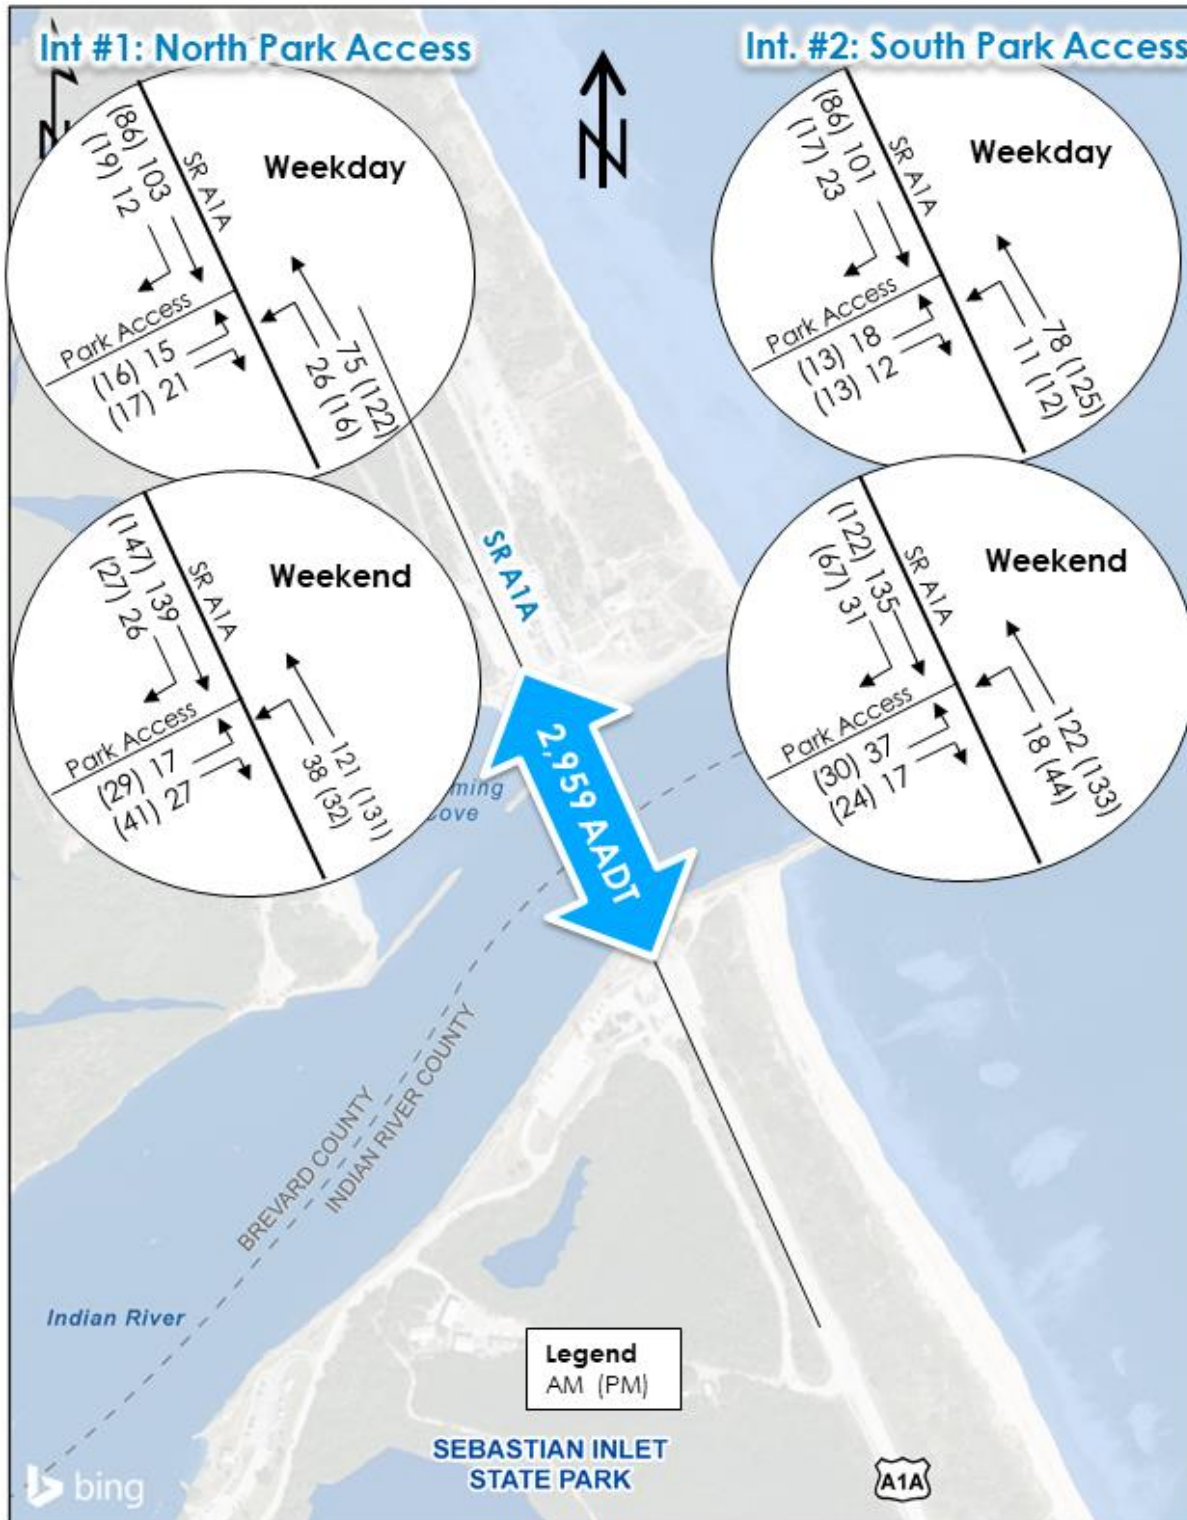 Int #1: North Park Access
Int. #2: South Park Access
N
N
Weekday
SR A1A
(86) 103
(19) 12
Park Access
(16) 15
(17) 21
75 (122)
26 (16)
Weekday
SR A1A
(86) 101
(17) 23
Park Access
(13) 18
(13) 12
78 (125)
11 (12)
Weekend
SR A1A
(147) 139
(27) 26
Park Access
(29) 17
(41) 27
121 (131)
38 (32)
Weekend
SR A1A
(122) 135
(67) 31
Park Access
(30) 37
(24) 17
122 (133)
18 (44)
SR A1A
2,959 AADT
BREVARD COUNTY
INDIAN RIVER COUNTY
Indian River
Legend
AM (PM)
SEBASTIAN INLET
STATE PARK
A1A
bing